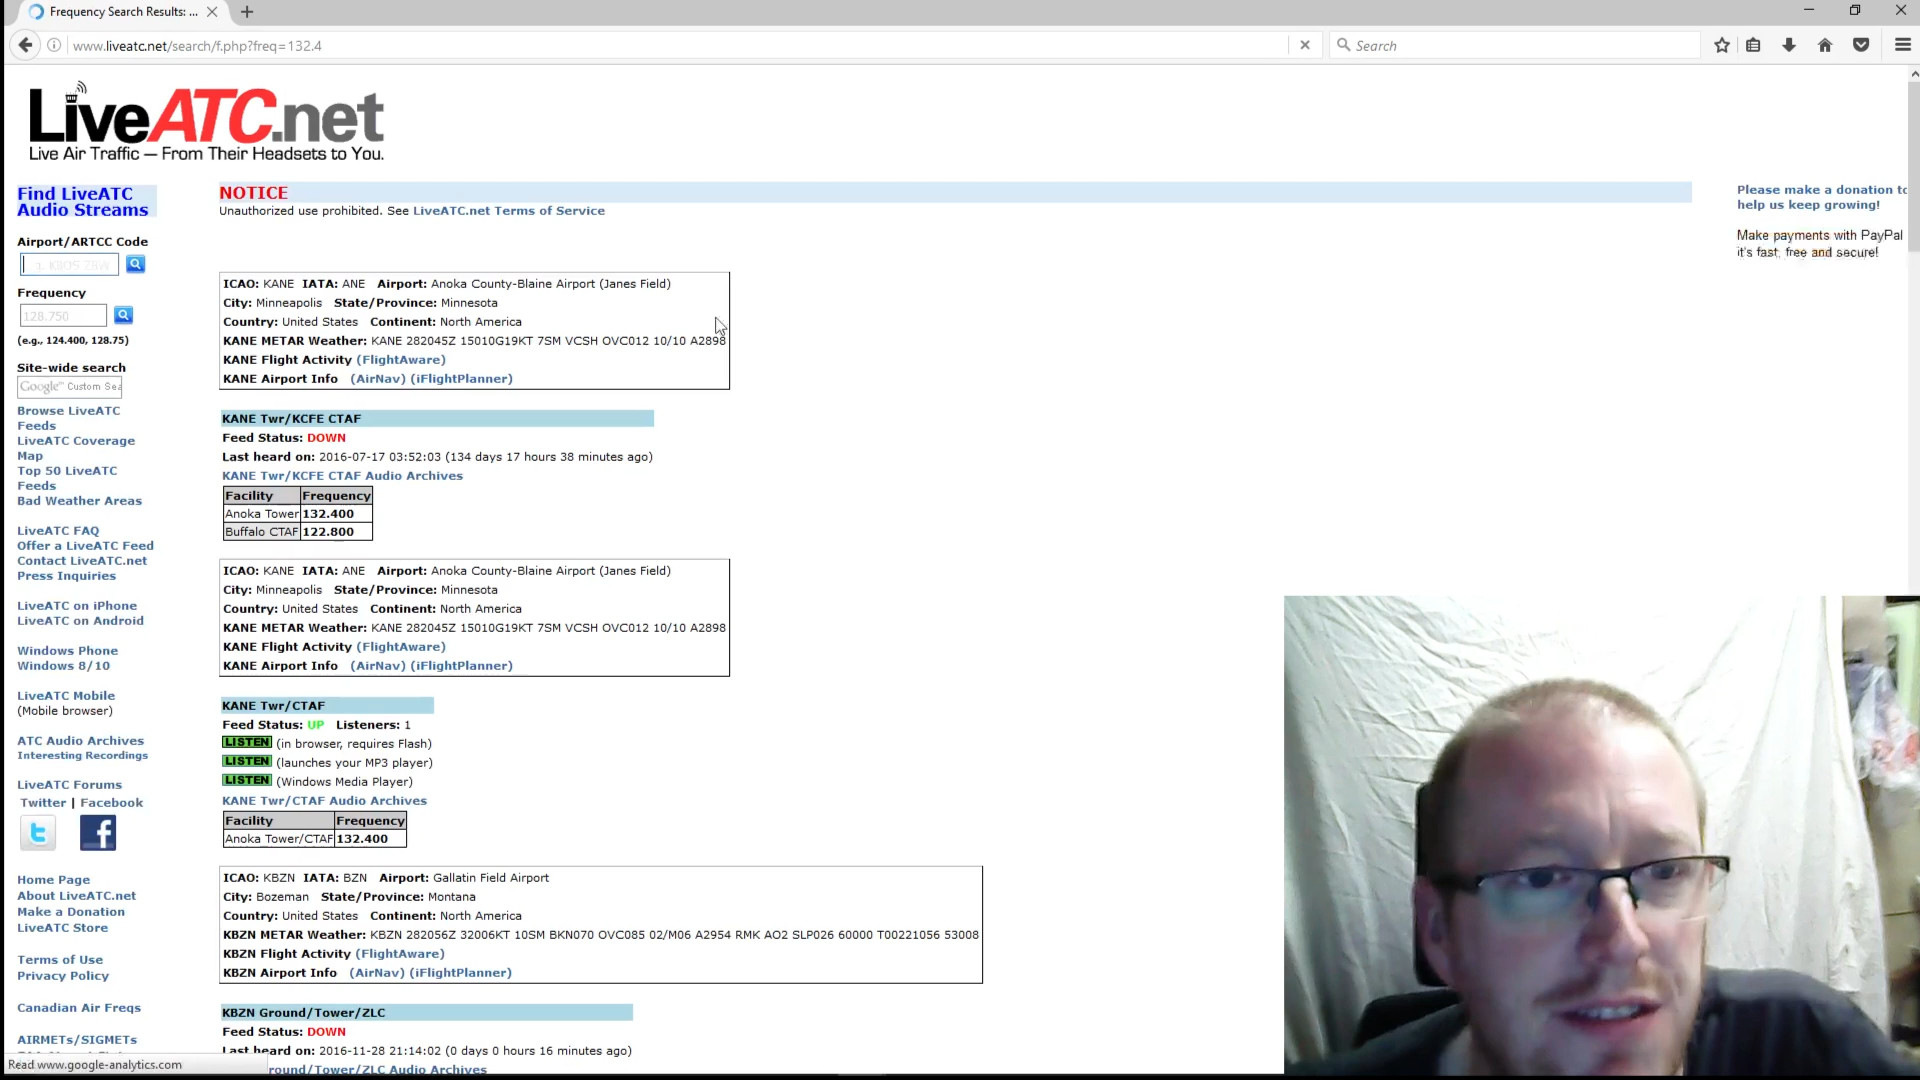 Frequency Search Results: ...
www.liveatc.net/search/f.php?freq=132.4
Search
LiveATC.net
Live Air Traffic — From Their Headsets to You.
Find LiveATC
Audio Streams
Airport/ARTCC Code
Frequency
128.750
(e.g., 124.400, 128.75)
Site-wide search
Google™ Custom Sea
Browse LiveATC
Feeds
LiveATC Coverage
Map
Top 50 LiveATC
Feeds
Bad Weather Areas
LiveATC FAQ
Offer a LiveATC Feed
Contact LiveATC.net
Press Inquiries
LiveATC on iPhone
LiveATC on Android
Windows Phone
Windows 8/10
LiveATC Mobile
(Mobile browser)
ATC Audio Archives
Interesting Recordings
LiveATC Forums
Twitter | Facebook
Home Page
About LiveATC.net
Make a Donation
LiveATC Store
Terms of Use
Privacy Policy
Canadian Air Freqs
AIRMETs/SIGMETs
Read www.google-analytics.com
NOTICE
Unauthorized use prohibited. See LiveATC.net Terms of Service
ICAO: KANE IATA: ANE Airport: Anoka County-Blaine Airport (Janes Field)
City: Minneapolis State/Province: Minnesota
Country: United States Continent: North America
KANE METAR Weather: KANE 282045Z 15010G19KT 7SM VCSH OVC012 10/10 A2898
KANE Flight Activity (FlightAware)
KANE Airport Info (AirNav) (iFlightPlanner)
KANE Twr/KCFE CTAF
Feed Status: DOWN
Last heard on: 2016-07-17 03:52:03 (134 days 17 hours 38 minutes ago)
KANE Twr/KCFE CTAF Audio Archives
Facility Frequency
Anoka Tower 132.400
Buffalo CTAF 122.800
ICAO: KANE IATA: ANE Airport: Anoka County-Blaine Airport (Janes Field)
City: Minneapolis State/Province: Minnesota
Country: United States Continent: North America
KANE METAR Weather: KANE 282045Z 15010G19KT 7SM VCSH OVC012 10/10 A2898
KANE Flight Activity (FlightAware)
KANE Airport Info (AirNav) (iFlightPlanner)
KANE Twr/CTAF
Feed Status: UP Listeners: 1
LISTEN (in browser, requires Flash)
LISTEN (launches your MP3 player)
LISTEN (Windows Media Player)
KANE Twr/CTAF Audio Archives
Facility Frequency
Anoka Tower/CTAF 132.400
ICAO: KBZN IATA: BZN Airport: Gallatin Field Airport
City: Bozeman State/Province: Montana
Country: United States Continent: North America
KBZN METAR Weather: KBZN 282056Z 32006KT 10SM BKN070 OVC085 02/M06 A2954 RMK AO2 SLP026 60000 T00221056 53008
KBZN Flight Activity (FlightAware)
KBZN Airport Info (AirNav) (iFlightPlanner)
KBZN Ground/Tower/ZLC
Feed Status: DOWN
Last heard on: 2016-11-28 21:14:02 (0 days 0 hours 16 minutes ago)
round/Tower/ZLC Audio Archives
Please make a donation to
help us keep growing!
Make payments with PayPal
it's fast, free and secure!